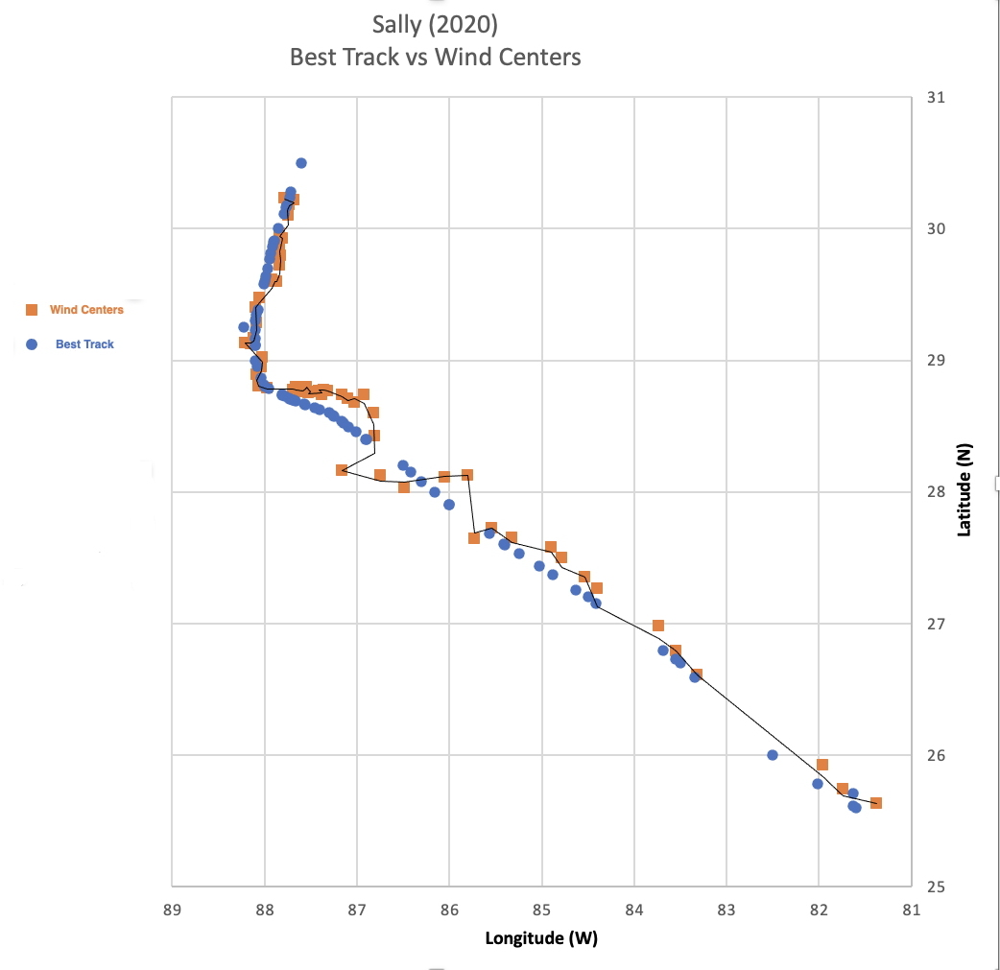 Sally (2020)
Best Track vs Wind Centers
31
30
Wind Centers
Best Track
29
28
Latitude (N)
27
26
25
89 88 87 86 85 84 83 82 81
Longitude (W)